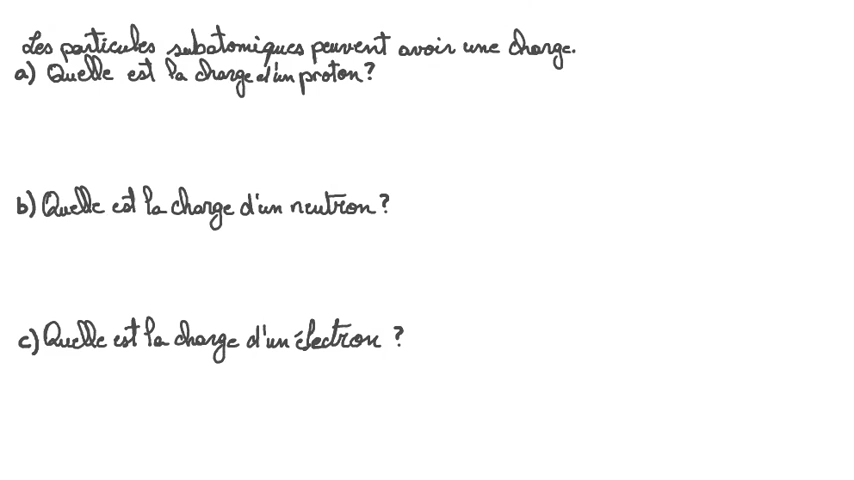 Les particules subatomiques peuvent avoir une charge.
a) Quelle est la charge d'un proton ?
b) Quelle est la charge d'un neutron ?
c) Quelle est la charge d'un électron ?